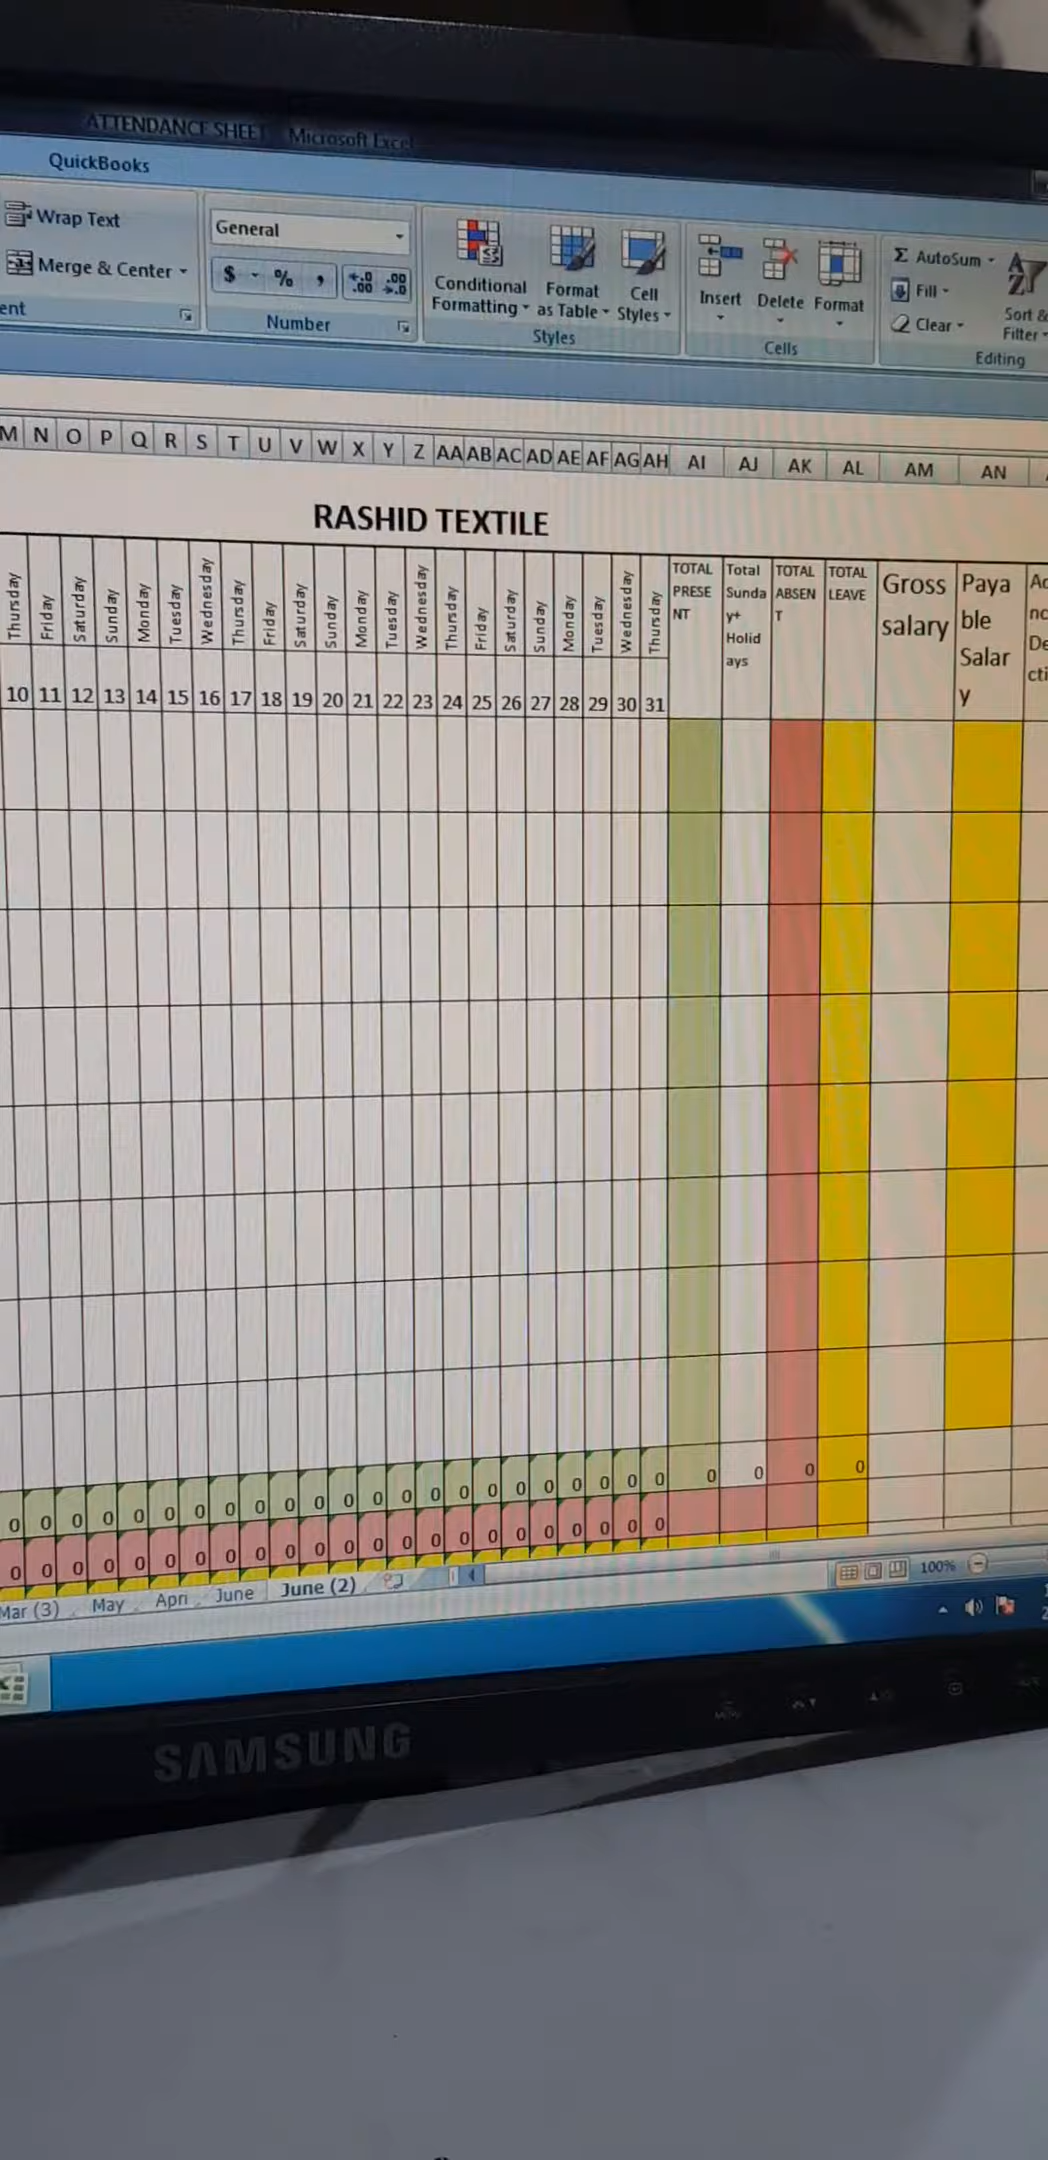 ATTENDANCE SHEET - Microsoft Excel
QuickBooks
Wrap Text
General
Σ AutoSum
Merge & Center
$ % ,
Conditional Formatting
Format as Table
Cell Styles
Insert
Delete
Format
Fill
Clear
Sort &
Filter
ent
Number
Styles
Cells
Editing
M N O P Q R S T U V W X Y Z AA AB AC AD AE AF AG AH AI AJ AK AL AM AN
RASHID TEXTILE
Thursday Friday Saturday Sunday Monday Tuesday Wednesday Thursday Friday Saturday Sunday Monday Tuesday Wednesday Thursday Friday Saturday Sunday Monday Tuesday Wednesday Thursday
TOTAL PRESENT
Total Sunday+ Holidays
TOTAL ABSENT
TOTAL LEAVE
Gross salary
Payable Salary
10 11 12 13 14 15 16 17 18 19 20 21 22 23 24 25 26 27 28 29 30 31
0 0 0 0 0 0 0 0 0 0 0 0 0 0 0 0 0 0 0 0 0 0 0 0 0 0
0 0 0 0 0 0 0 0 0 0 0 0 0 0 0 0 0 0 0 0 0 0
Mar (3) May Apri June June (2)
100%
SAMSUNG
MENU